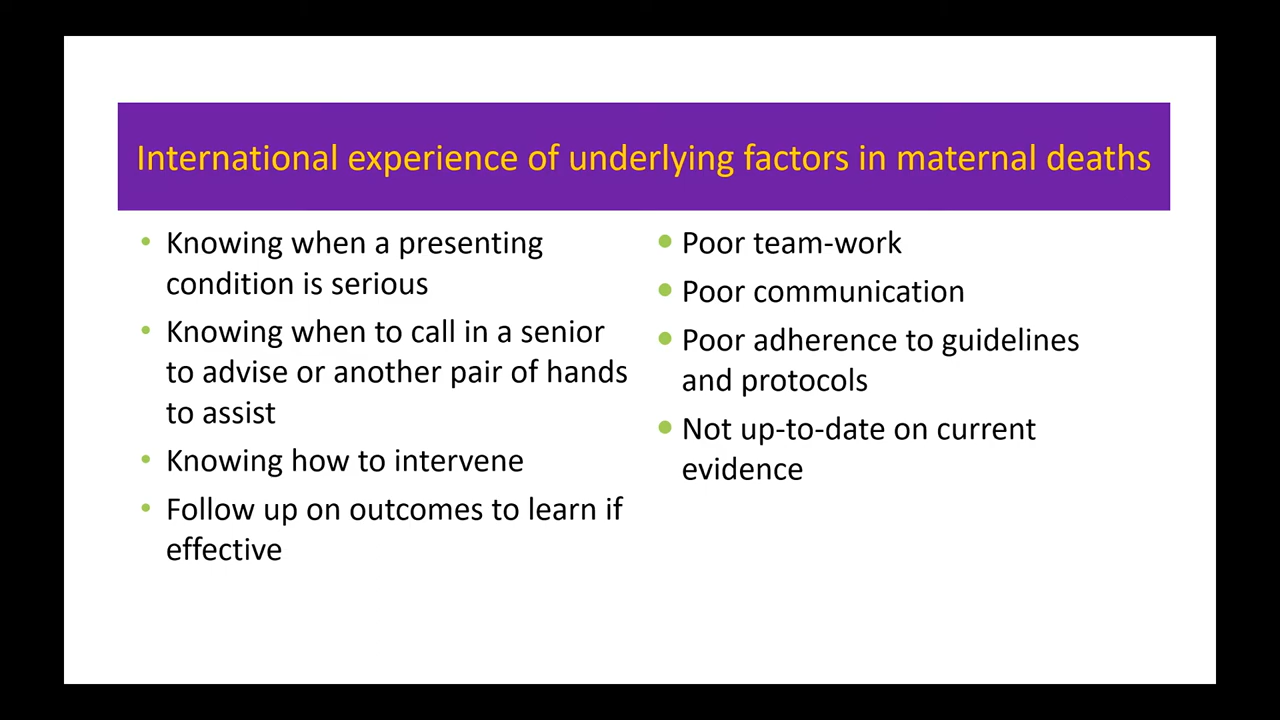 International experience of underlying factors in maternal deaths
• Knowing when a presenting
condition is serious
• Knowing when to call in a senior
to advise or another pair of hands
to assist
• Knowing how to intervene
• Follow up on outcomes to learn if
effective
• Poor team-work
• Poor communication
• Poor adherence to guidelines
and protocols
• Not up-to-date on current
evidence